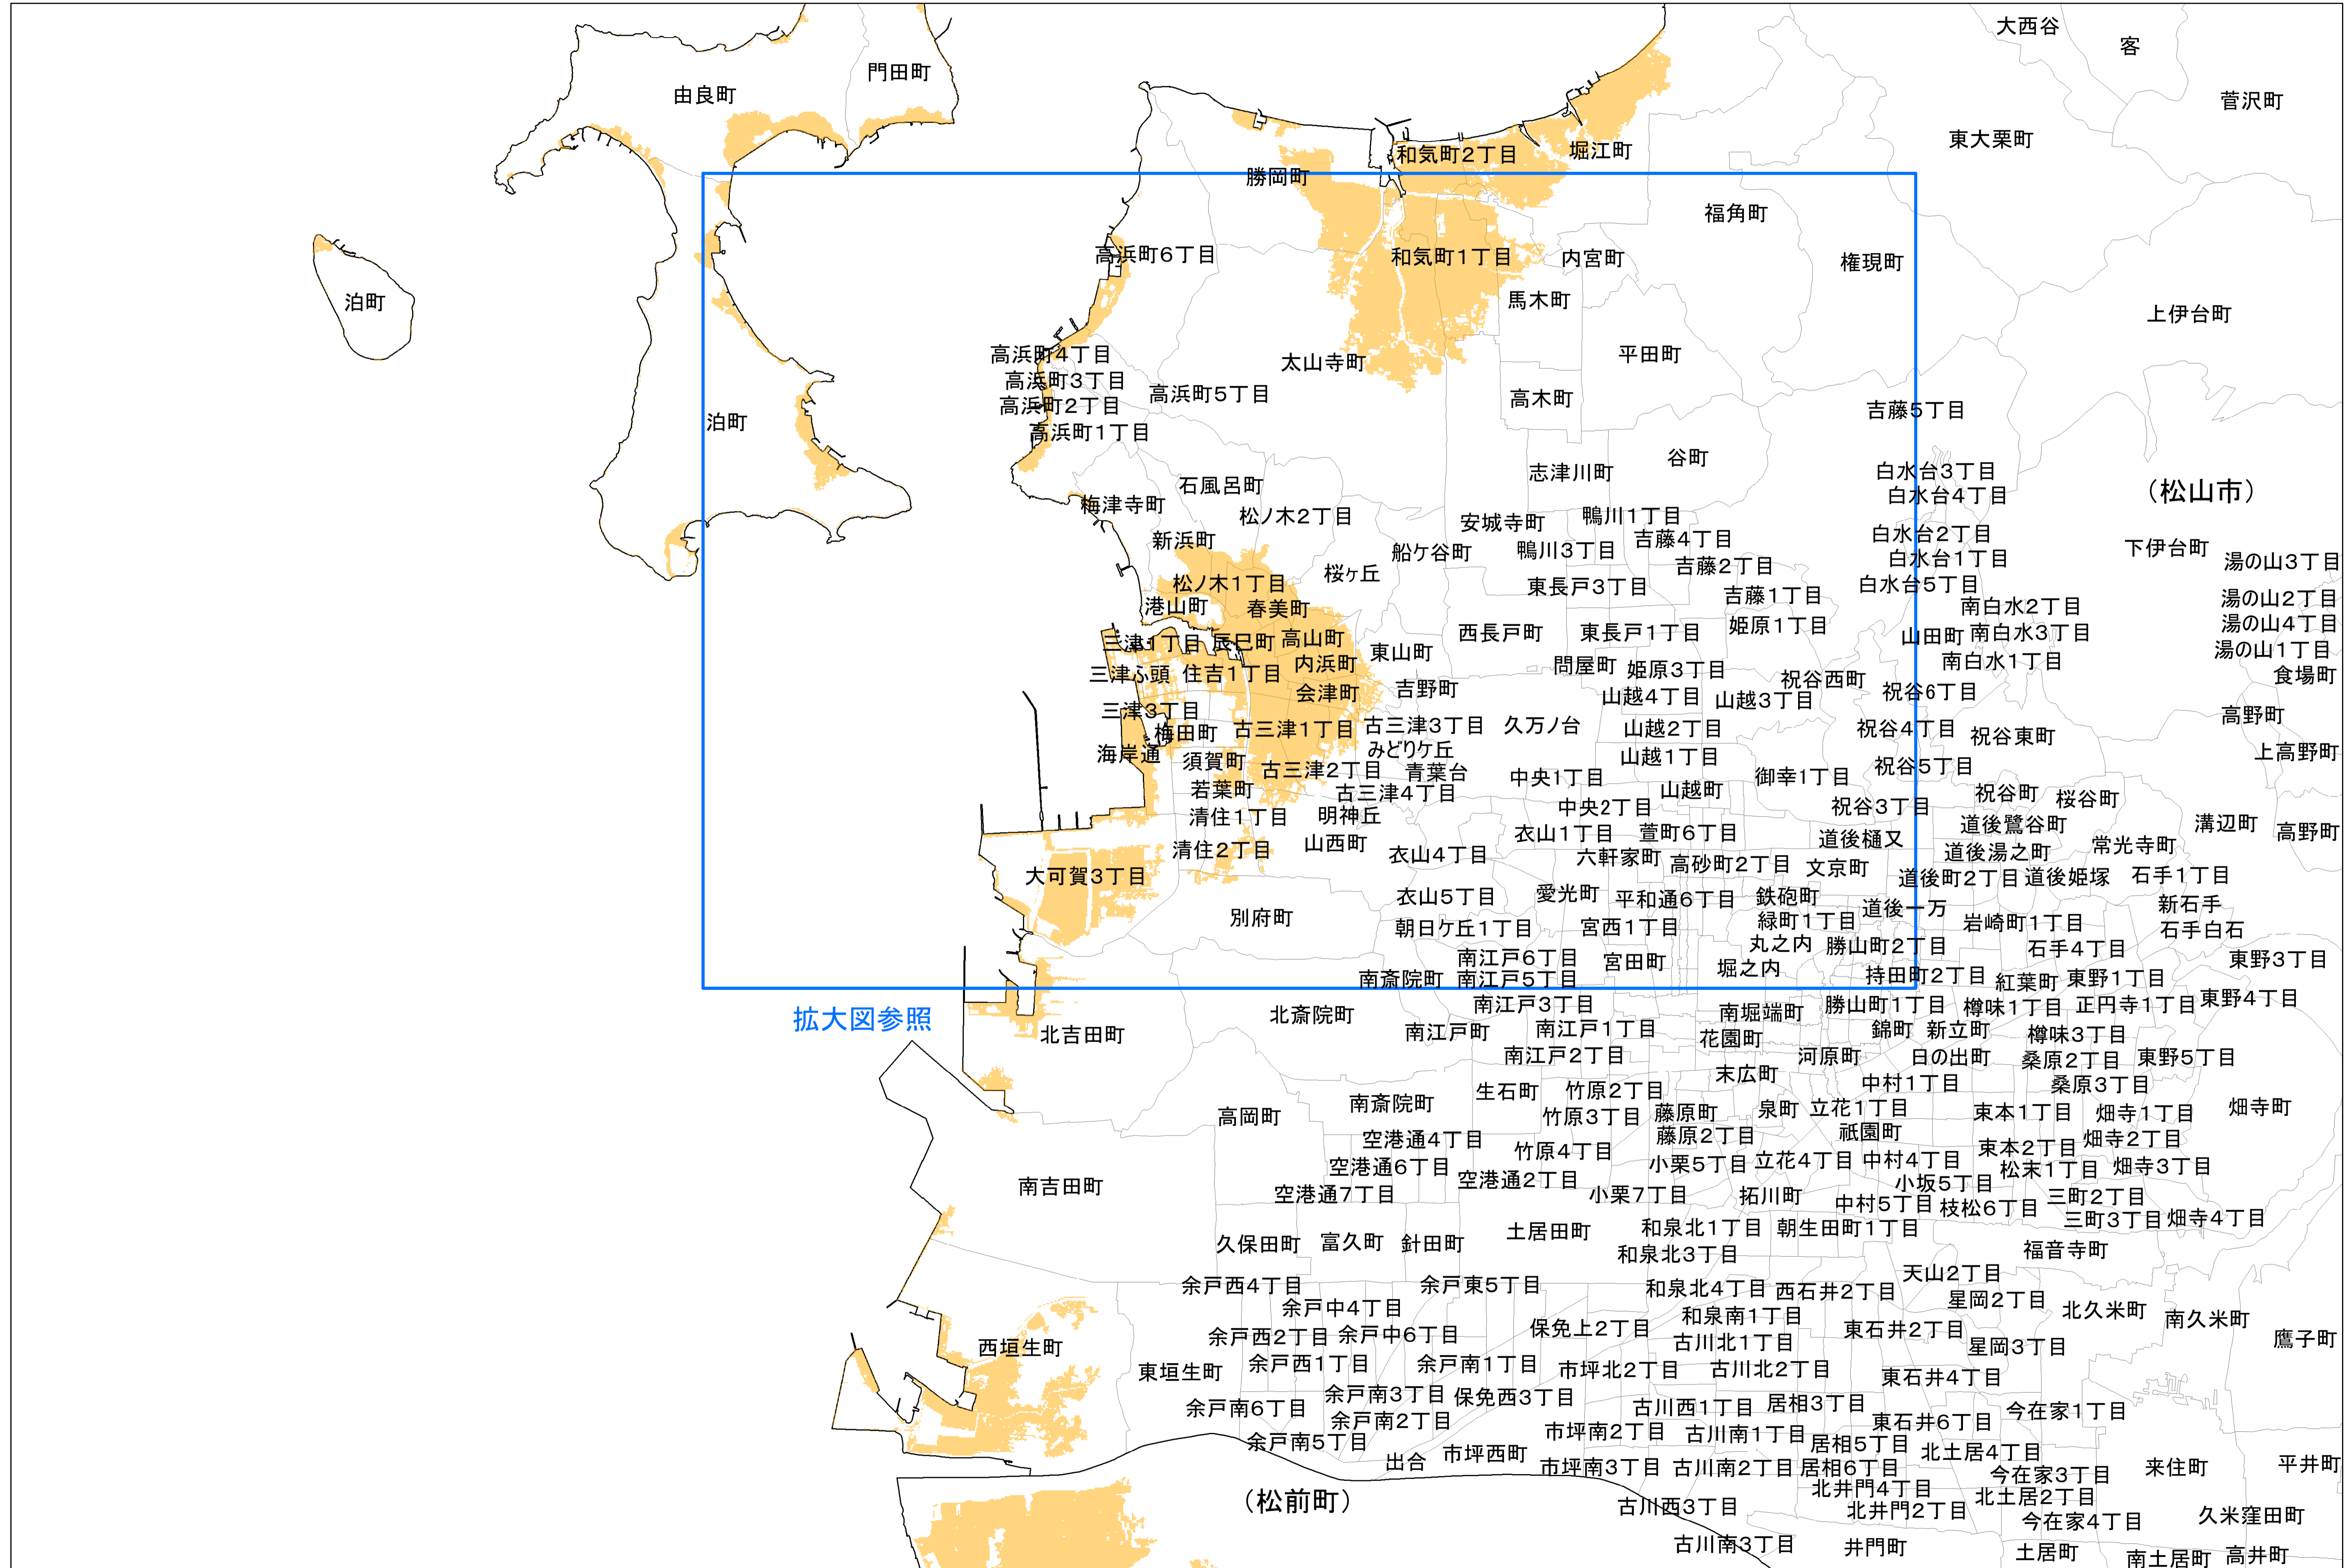 大西谷
客
門田町
由良町
菅沢町
東大栗町
堀江町
和気町2丁目
勝岡町
福角町
高浜町6丁目
和気町1丁目
内宮町
権現町
馬木町
泊町
上伊台町
高浜町4丁目
太山寺町
平田町
高浜町3丁目
高浜町5丁目
高木町
高浜町2丁目
吉藤5丁目
泊町
高浜町1丁目
谷町
志津川町
白水台3丁目
石風呂町
(松山市)
白水台4丁目
梅津寺町
松ノ木2丁目
安城寺町
鴨川1丁目
白水台2丁目
新浜町
吉藤4丁目
船ケ谷町
鴨川3丁目
下伊台町
白水台1丁目
湯の山3丁目
桜ヶ丘
吉藤2丁目
松ノ木1丁目
東長戸3丁目
白水台5丁目
吉藤1丁目
湯の山2丁目
港山町
春美町
南白水2丁目
姫原1丁目
湯の山4丁目
西長戸町
東長戸1丁目
山田町
南白水3丁目
三津1丁目
辰巳町
高山町
湯の山1丁目
東山町
内浜町
問屋町
姫原3丁目
南白水1丁目
三津ふ頭
住吉1丁目
食場町
祝谷西町
会津町
吉野町
山越4丁目
山越3丁目
祝谷6丁目
三津3丁目
高野町
梅田町
古三津1丁目
古三津3丁目
久万ノ台
山越2丁目
祝谷4丁目
祝谷東町
海岸通
みどりケ丘
山越1丁目
上高野町
須賀町
古三津2丁目
青葉台
中央1丁目
御幸1丁目
祝谷5丁目
若葉町
古三津4丁目
山越町
祝谷町
桜谷町
清住1丁目
明神丘
中央2丁目
祝谷3丁目
道後鷺谷町
溝辺町
高野町
衣山1丁目
萱町6丁目
道後樋又
清住2丁目
山西町
衣山4丁目
六軒家町
高砂町2丁目
文京町
道後湯之町
常光寺町
大可賀3丁目
道後町2丁目
道後姫塚
石手1丁目
衣山5丁目
愛光町
平和通6丁目
鉄砲町
道後一万
新石手
別府町
朝日ケ丘1丁目
宮西1丁目
緑町1丁目
岩崎町1丁目
石手白石
丸之内
勝山町2丁目
石手4丁目
南江戸6丁目
宮田町
堀之内
東野3丁目
南斎院町
南江戸5丁目
持田町2丁目
紅葉町
東野1丁目
東野4丁目
拡大図参照
北斎院町
南江戸3丁目
南堀端町
勝山町1丁目
樽味1丁目
正円寺1丁目
北吉田町
南江戸町
南江戸1丁目
花園町
錦町
新立町
樽味3丁目
南江戸2丁目
河原町
日の出町
桑原2丁目
東野5丁目
末広町
中村1丁目
桑原3丁目
生石町
竹原2丁目
高岡町
南斎院町
竹原3丁目
藤原町
泉町
立花1丁目
束本1丁目
畑寺1丁目
畑寺町
空港通4丁目
竹原4丁目
藤原2丁目
祇園町
束本2丁目
畑寺2丁目
空港通6丁目
空港通2丁目
小栗5丁目
立花4丁目
中村4丁目
松末1丁目
畑寺3丁目
南吉田町
空港通7丁目
小栗7丁目
拓川町
小坂5丁目
中村5丁目
枝松6丁目
三町2丁目
三町3丁目
畑寺4丁目
久保田町
富久町
針田町
土居田町
和泉北1丁目
朝生田町1丁目
福音寺町
和泉北3丁目
余戸西4丁目
余戸東5丁目
和泉北4丁目
西石井2丁目
天山2丁目
余戸中4丁目
和泉南1丁目
星岡2丁目
北久米町
南久米町
西垣生町
余戸西2丁目
余戸中6丁目
保免上2丁目
古川北1丁目
東石井2丁目
星岡3丁目
鷹子町
東垣生町
余戸西1丁目
余戸南1丁目
市坪北2丁目
古川北2丁目
東石井4丁目
余戸南6丁目
余戸南3丁目
保免西3丁目
古川西1丁目
居相3丁目
今在家1丁目
余戸南2丁目
市坪南2丁目
古川南1丁目
東石井6丁目
余戸南5丁目
出合
市坪西町
居相5丁目
北土居4丁目
市坪南3丁目
古川南2丁目
居相6丁目
今在家3丁目
来住町
平井町
(松前町)
古川西3丁目
北井門4丁目
北土居2丁目
北井門2丁目
今在家4丁目
久米窪田町
古川南3丁目
井門町
土居町
南土居町
高井町